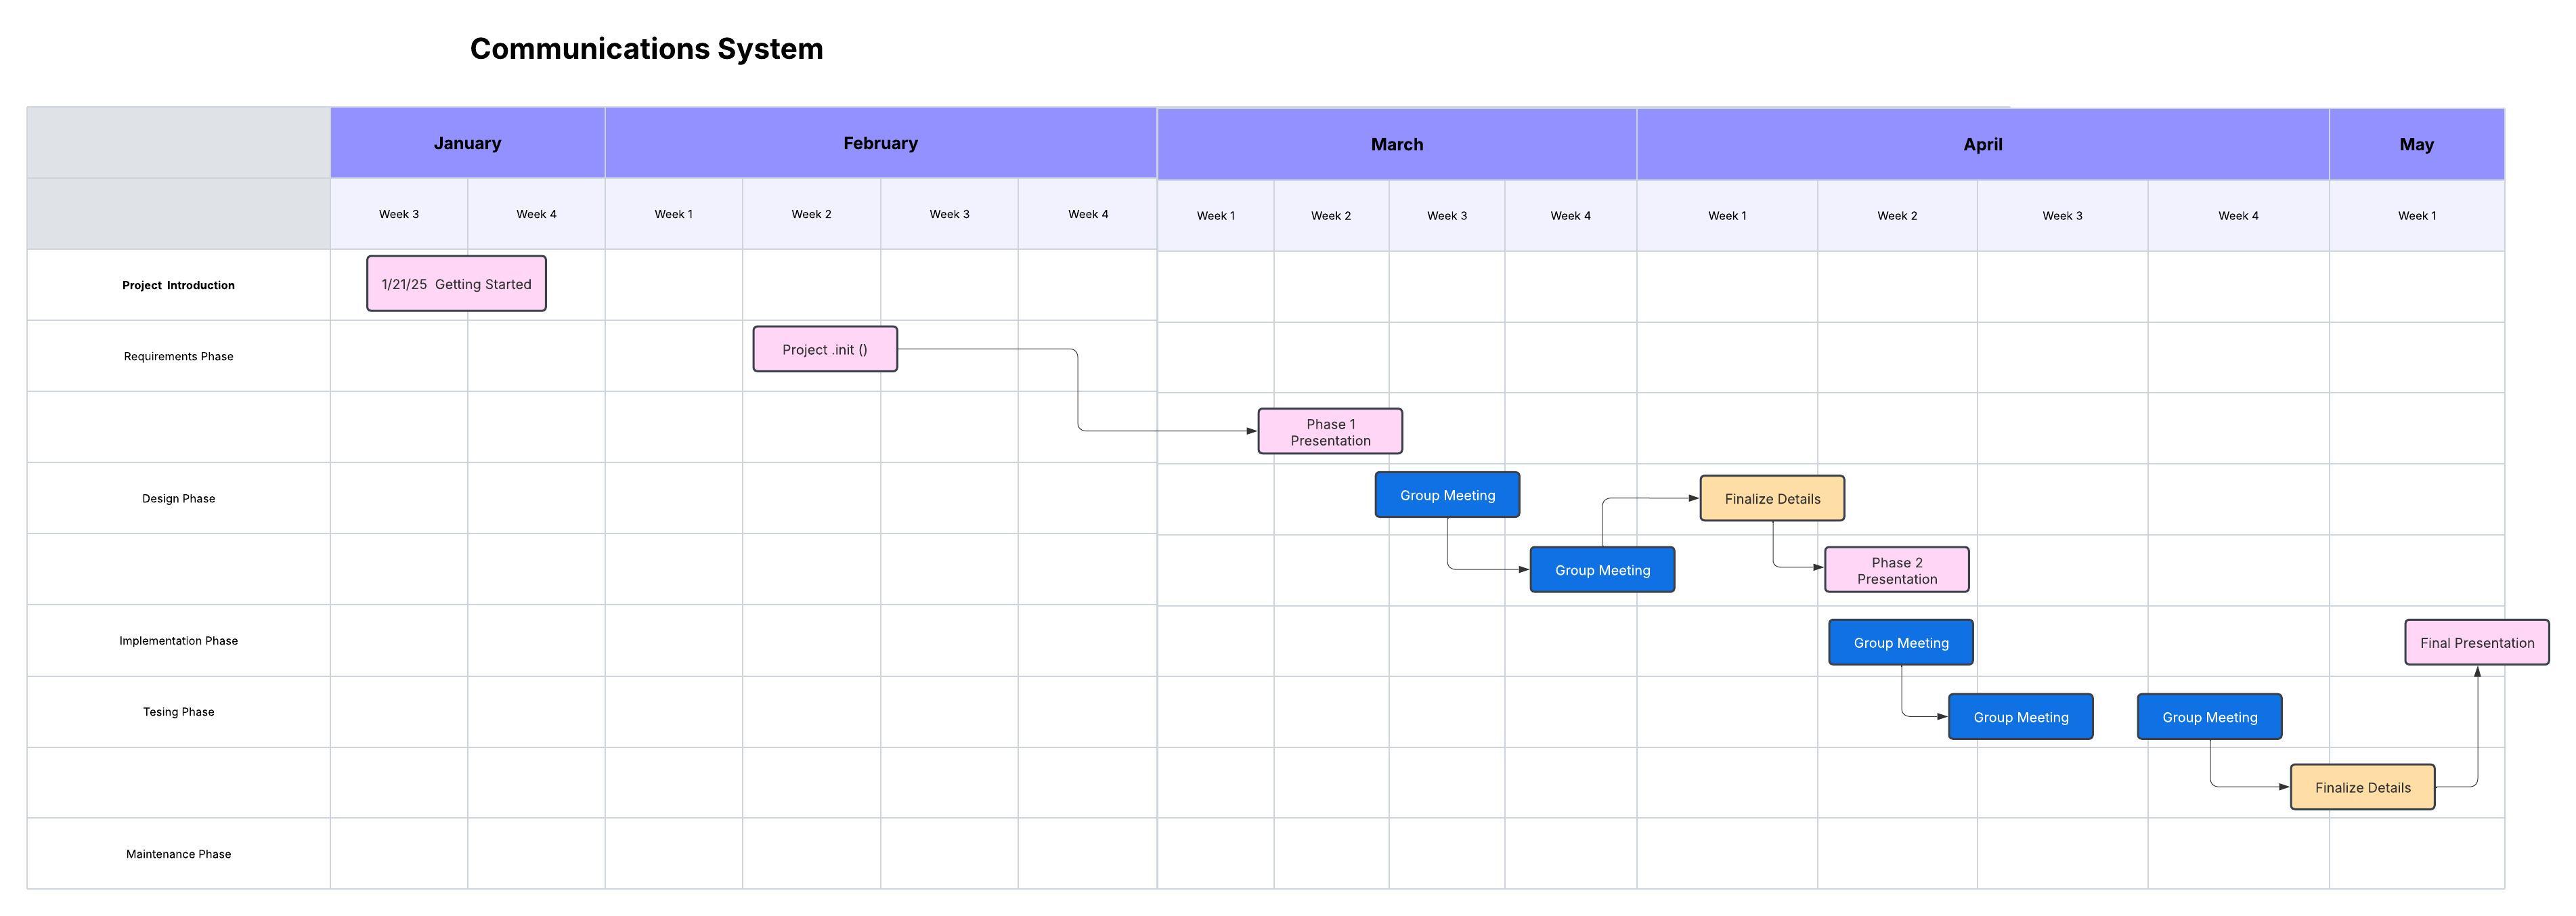 Communications System
January
February
March
April
May
Week 3
Week 4
Week 1
Week 2
Week 3
Week 4
Week 1
Week 2
Week 3
Week 4
Week 1
Week 2
Week 3
Week 4
Week 1
Project Introduction
1/21/25 Getting Started
Requirements Phase
Project .init ()
Phase 1
Presentation
Design Phase
Group Meeting
Finalize Details
Group Meeting
Phase 2
Presentation
Implementation Phase
Group Meeting
Final Presentation
Tesing Phase
Group Meeting
Group Meeting
Finalize Details
Maintenance Phase